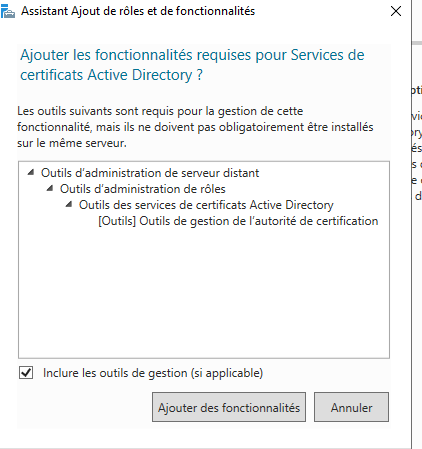 Assistant Ajout de rôles et de fonctionnalités
Ajouter les fonctionnalités requises pour Services de
certificats Active Directory ?
Les outils suivants sont requis pour la gestion de cette
fonctionnalité, mais ils ne doivent pas obligatoirement être installés
sur le même serveur.
Outils d'administration de serveur distant
Outils d'administration de rôles
Outils des services de certificats Active Directory
[Outils] Outils de gestion de l'autorité de certification
Inclure les outils de gestion (si applicable)
Ajouter des fonctionnalités
Annuler